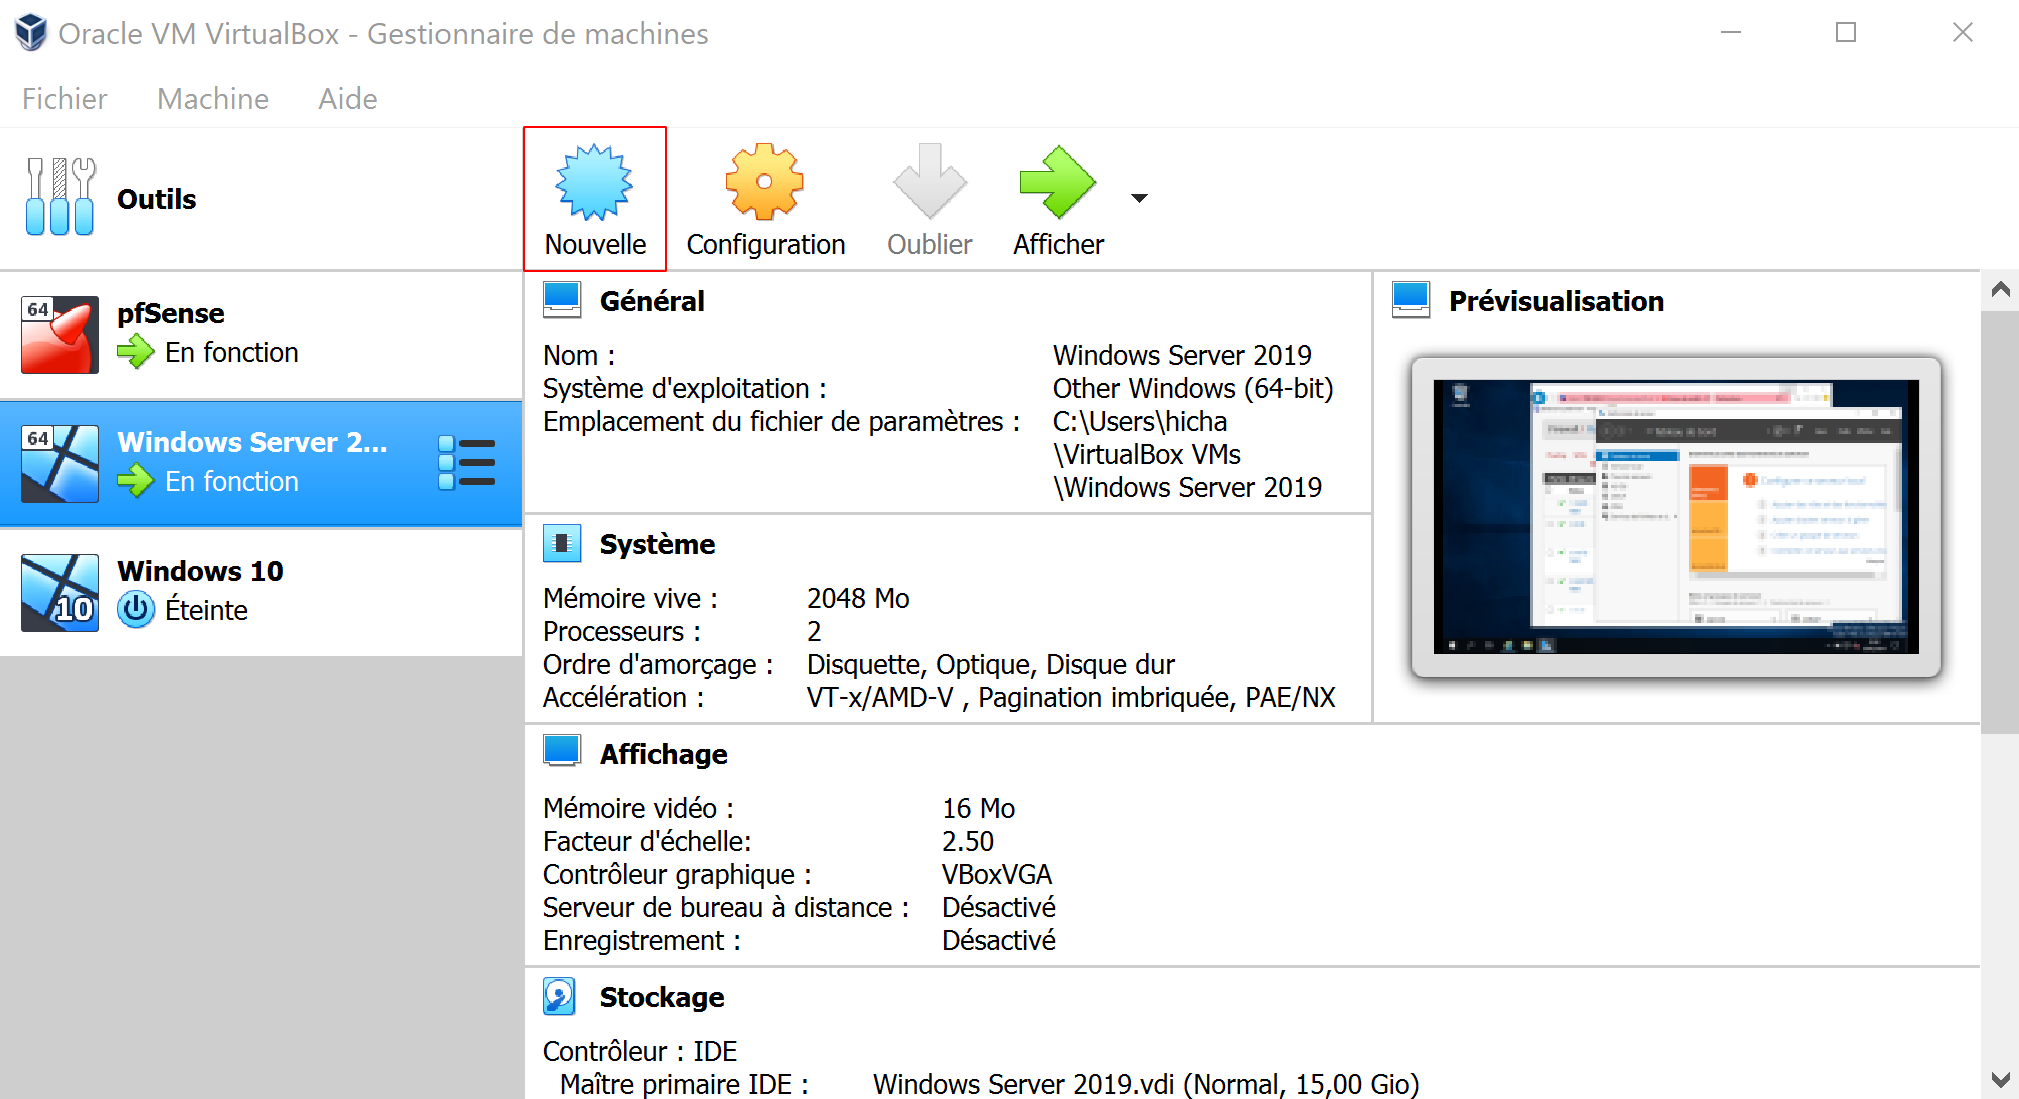 Oracle VM VirtualBox - Gestionnaire de machines
Fichier Machine Aide
Outils
Nouvelle Configuration Oublier Afficher
64
pfSense
En fonction
64
Windows Server 2...
En fonction
10
Windows 10
Éteinte
Général
Nom : Windows Server 2019
Système d'exploitation : Other Windows (64-bit)
Emplacement du fichier de paramètres : C:\Users\hicha
\VirtualBox VMs
\Windows Server 2019
Système
Mémoire vive : 2048 Mo
Processeurs : 2
Ordre d'amorçage : Disquette, Optique, Disque dur
Accélération : VT-x/AMD-V , Pagination imbriquée, PAE/NX
Affichage
Mémoire vidéo : 16 Mo
Facteur d'échelle: 2.50
Contrôleur graphique : VBoxVGA
Serveur de bureau à distance : Désactivé
Enregistrement : Désactivé
Stockage
Contrôleur : IDE
Maître primaire IDE : Windows Server 2019.vdi (Normal, 15,00 Gio)
Prévisualisation